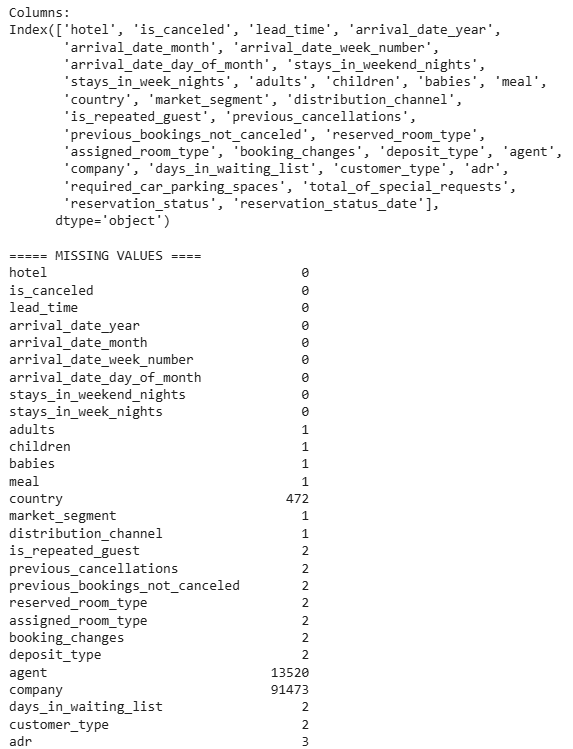 Columns:
Index(['hotel', 'is_canceled', 'lead_time', 'arrival_date_year',
'arrival_date_month', 'arrival_date_week_number',
'arrival_date_day_of_month', 'stays_in_weekend_nights',
'stays_in_week_nights', 'adults', 'children', 'babies', 'meal',
'country', 'market_segment', 'distribution_channel',
'is_repeated_guest', 'previous_cancellations',
'previous_bookings_not_canceled', 'reserved_room_type',
'assigned_room_type', 'booking_changes', 'deposit_type', 'agent',
'company', 'days_in_waiting_list', 'customer_type', 'adr',
'required_car_parking_spaces', 'total_of_special_requests',
'reservation_status', 'reservation_status_date'],
dtype='object')
===== MISSING VALUES ====
hotel 0
is_canceled 0
lead_time 0
arrival_date_year 0
arrival_date_month 0
arrival_date_week_number 0
arrival_date_day_of_month 0
stays_in_weekend_nights 0
stays_in_week_nights 0
adults 1
children 1
babies 1
meal 1
country 472
market_segment 1
distribution_channel 1
is_repeated_guest 2
previous_cancellations 2
previous_bookings_not_canceled 2
reserved_room_type 2
assigned_room_type 2
booking_changes 2
deposit_type 2
agent 13520
company 91473
days_in_waiting_list 2
customer_type 2
adr 3